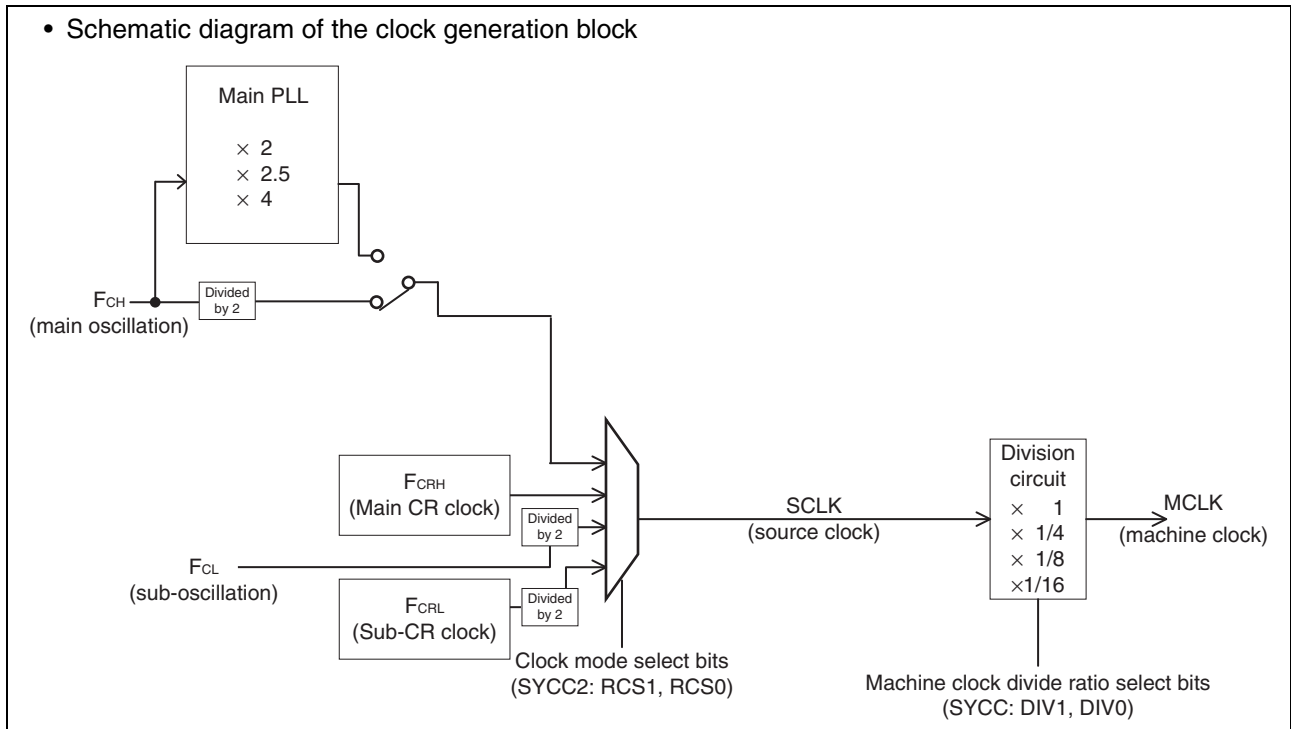 • Schematic diagram of the clock generation block
Main PLL
× 2
× 2.5
× 4
FCH
(main oscillation)
Divided
by 2
FCRH
(Main CR clock)
Divided
by 2
FCL
(sub-oscillation)
FCRL
(Sub-CR clock)
Divided
by 2
Clock mode select bits
(SYCC2: RCS1, RCS0)
SCLK
(source clock)
Division
circuit
× 1
× 1/4
× 1/8
×1/16
MCLK
(machine clock)
Machine clock divide ratio select bits
(SYCC: DIV1, DIV0)